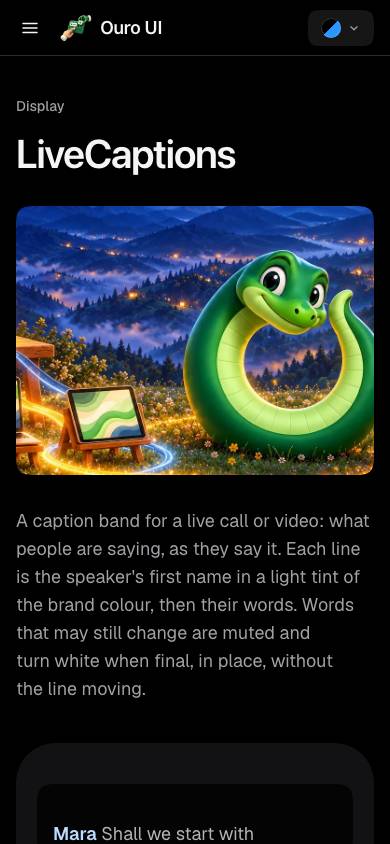 Ouro UI
Display
LiveCaptions
A caption band for a live call or video: what
people are saying, as they say it. Each line
is the speaker's first name in a light tint of
the brand colour, then their words. Words
that may still change are muted and
turn white when final, in place, without
the line moving.
Mara Shall we start with